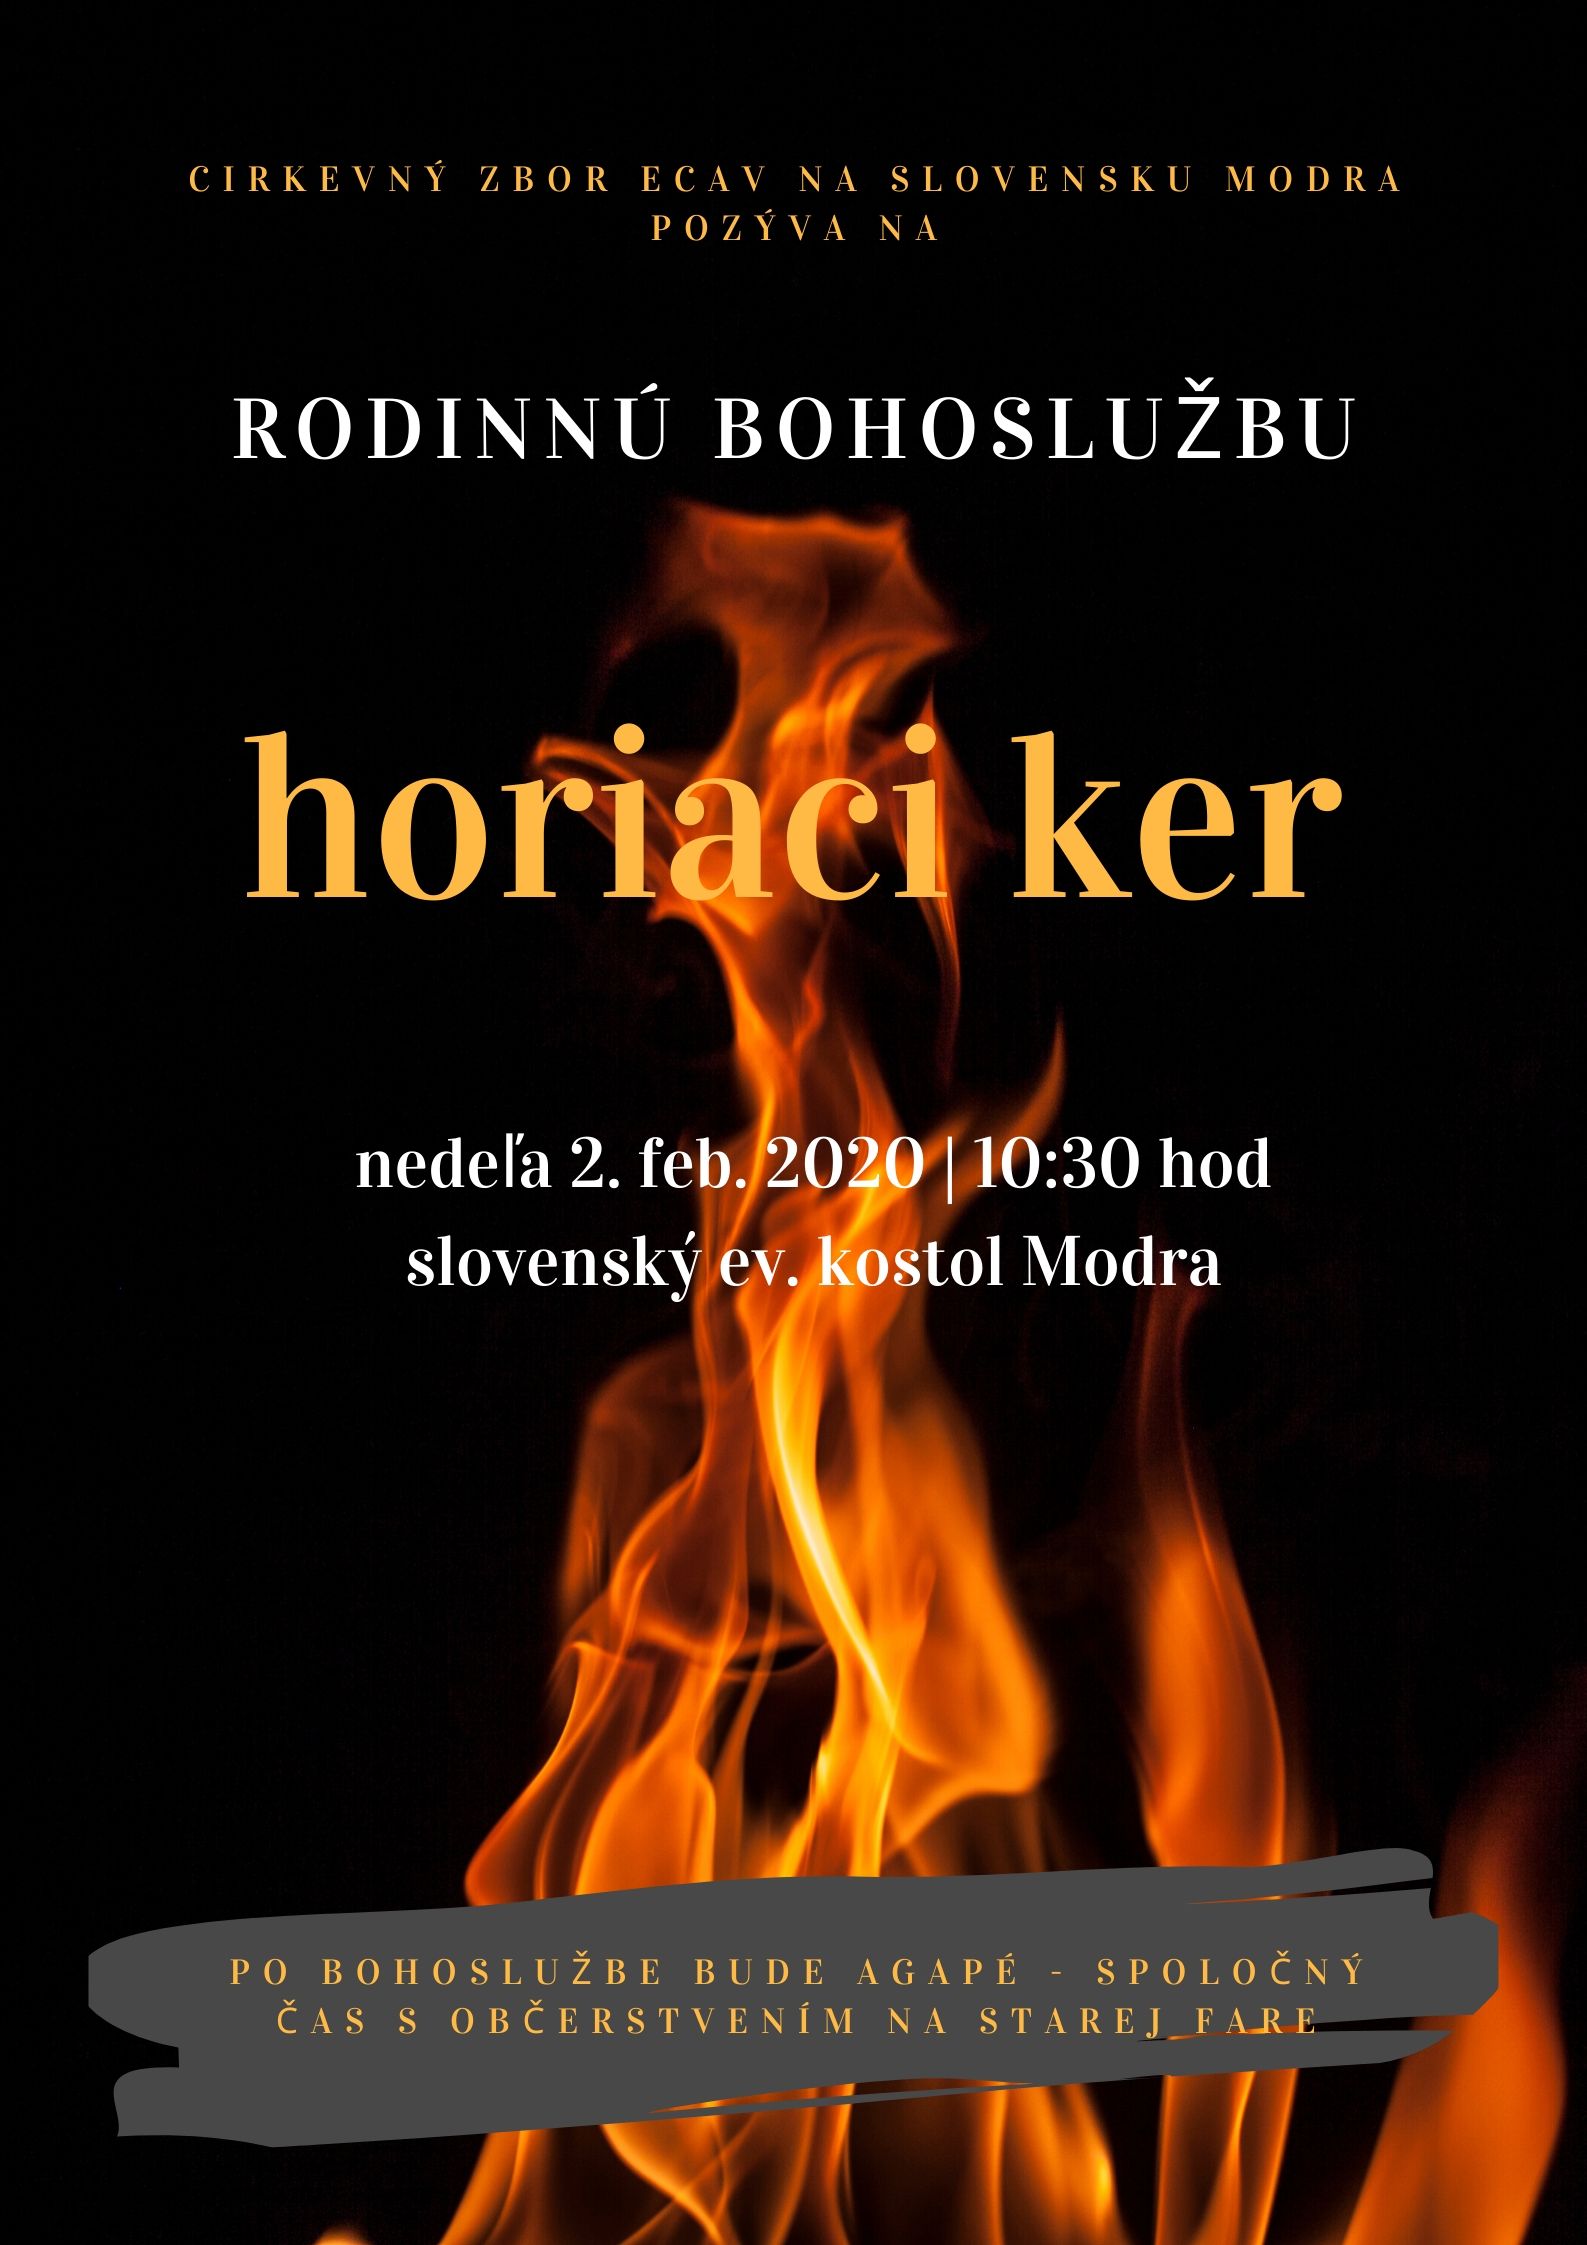 CIRKEVNÝ ZBOR ECAV NA SLOVENSKU MODRA
POZÝVA NA
RODINNÚ BOHOSLUŽBU
horiaci ker
nedeľa 2. feb. 2020 | 10:30 hod
slovenský ev. kostol Modra
PO BOHOSLUŽBE BUDE AGAPÉ - SPOLOČNÝ
ČAS S OBČERSTVENÍM NA STAREJ FARE